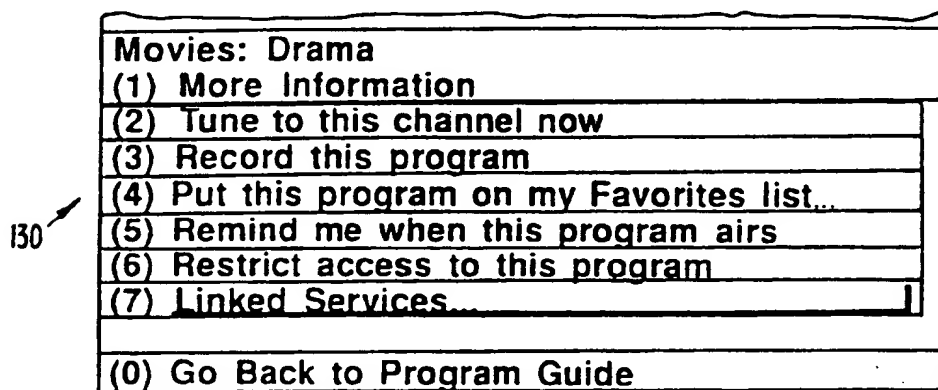 Movies: Drama
(1) More Information
(2) Tune to this channel now
(3) Record this program
(4) Put this program on my Favorites list...
(5) Remind me when this program airs
(6) Restrict access to this program
(7) Linked Services...
130
(0) Go Back to Program Guide